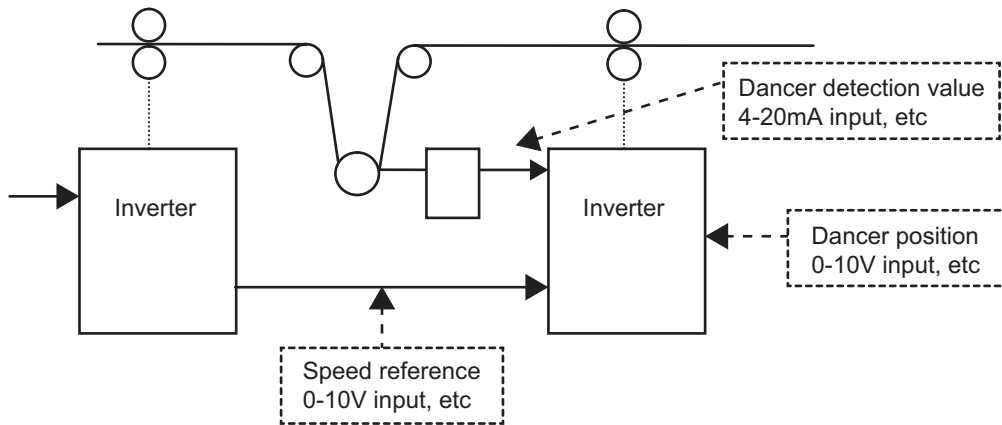 Dancer detection value
4-20mA input, etc
Inverter
Inverter
Dancer position
0-10V input, etc
Speed reference
0-10V input, etc